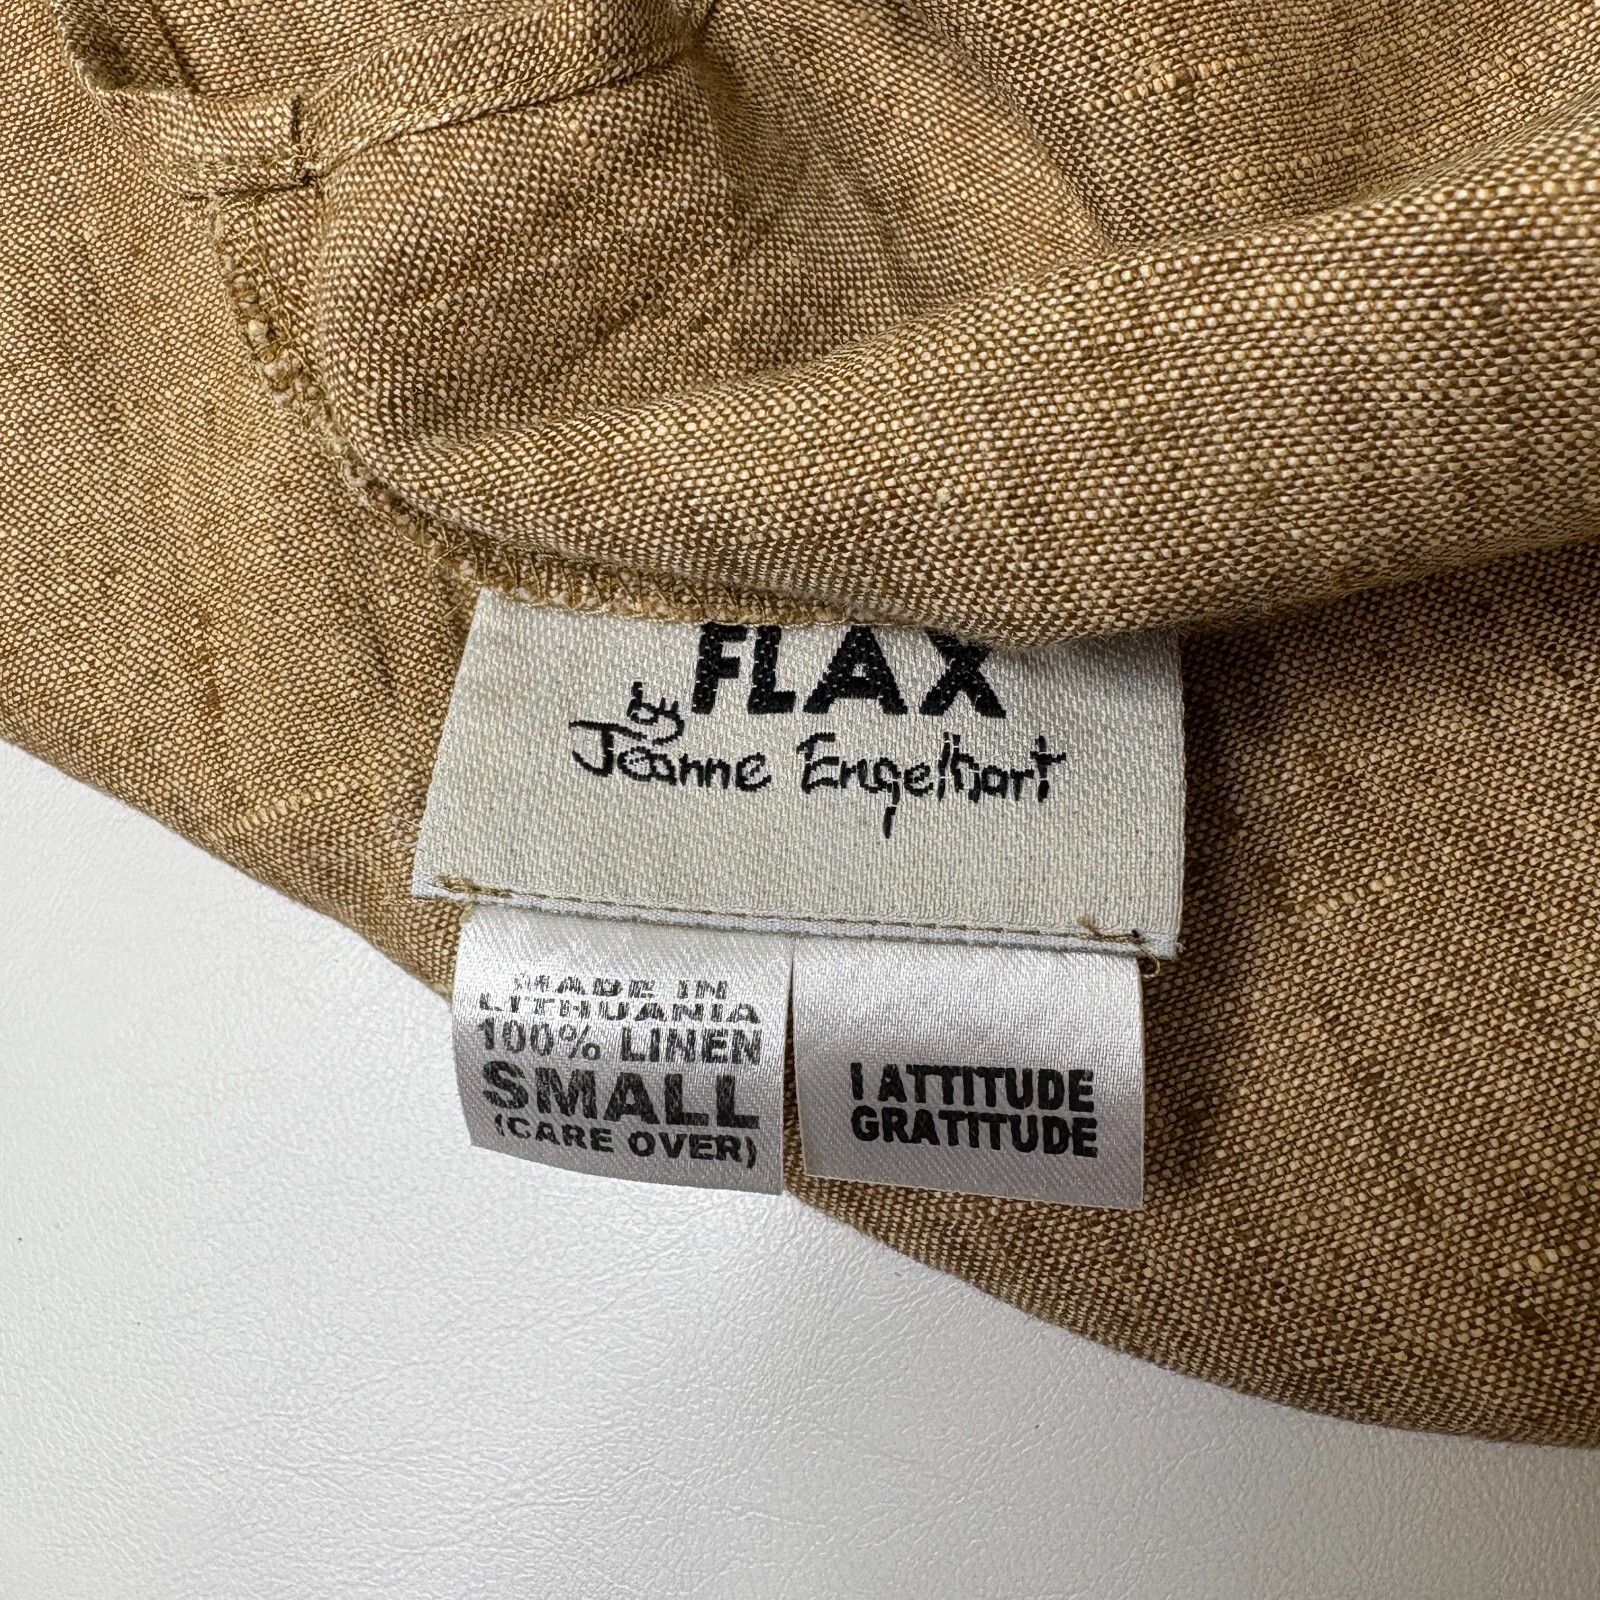 FLAX
by
Jeanne Engelhart
MADE IN
LITHUANIA
100% LINEN
SMALL
(CARE OVER)
I ATTITUDE
GRATITUDE